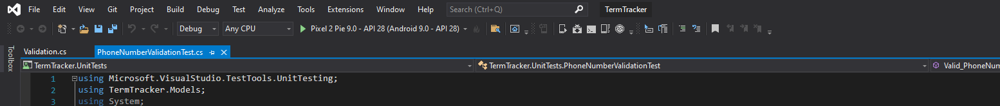 File Edit View Git Project Build Debug Test Analyze Tools Extensions Window Help Search (Ctrl+Q) TermTracker
Debug Any CPU Pixel 2 Pie 9.0 - API 28 (Android 9.0 - API 28)
Toolbox
Validation.cs PhoneNumberValidationTest.cs
TermTracker.UnitTests TermTracker.UnitTests.PhoneNumberValidationTest Valid_PhoneNum
1 using Microsoft.VisualStudio.TestTools.UnitTesting;
2 using TermTracker.Models;
3 using System;